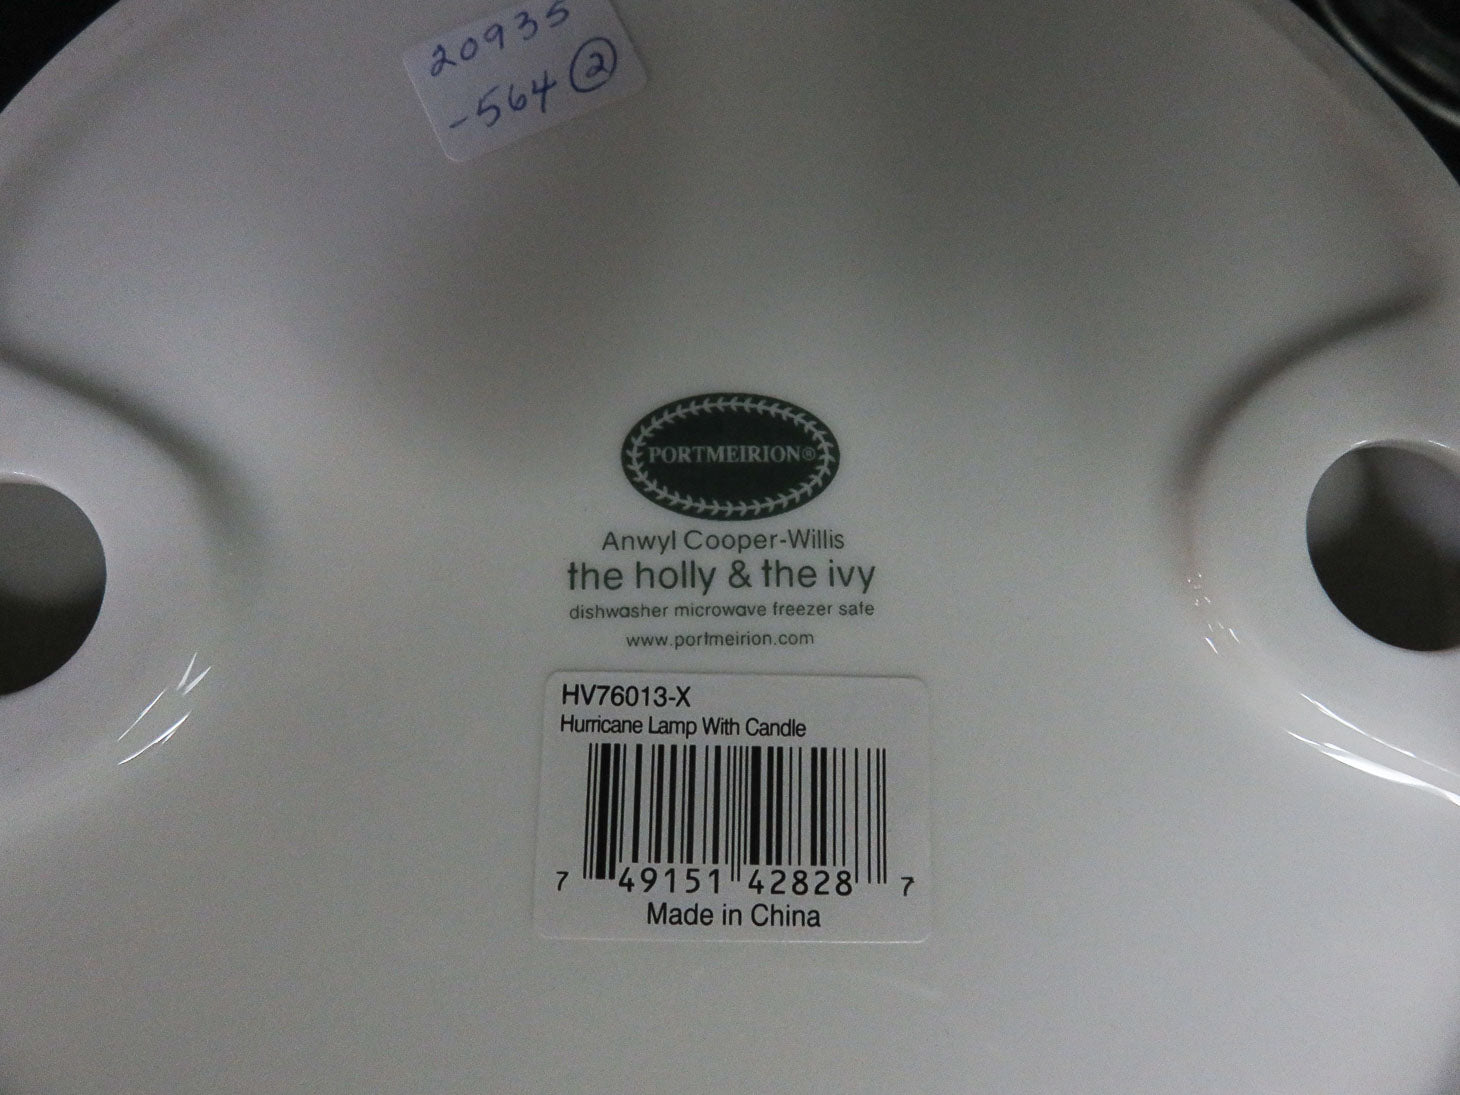 20935
-564 2
PORTMEIRION®
Anwyl Cooper-Willis
the holly & the ivy
dishwasher microwave freezer safe
www.portmeirion.com
HV76013-X
Hurricane Lamp With Candle
7 49151 42828 7
Made in China